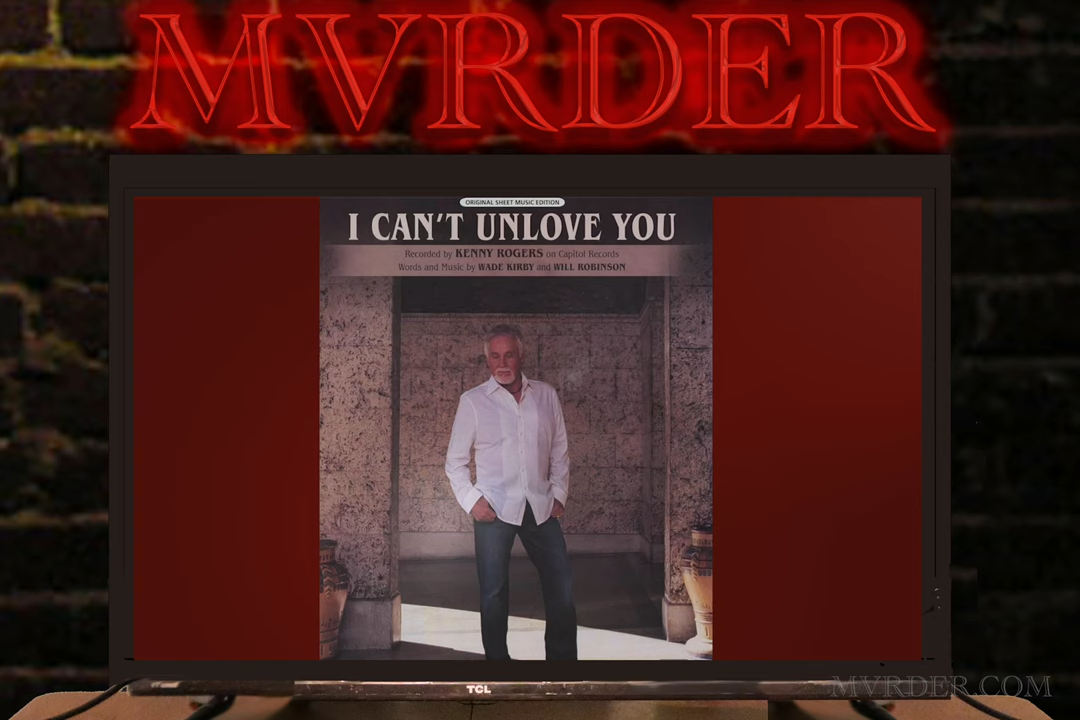 MVRDER
ORIGINAL SHEET MUSIC EDITION
I CAN'T UNLOVE YOU
Recorded by KENNY ROGERS on Capitol Records
Words and Music by WADE KIRBY and WILL ROBINSON
TCL
MVRDER.COM